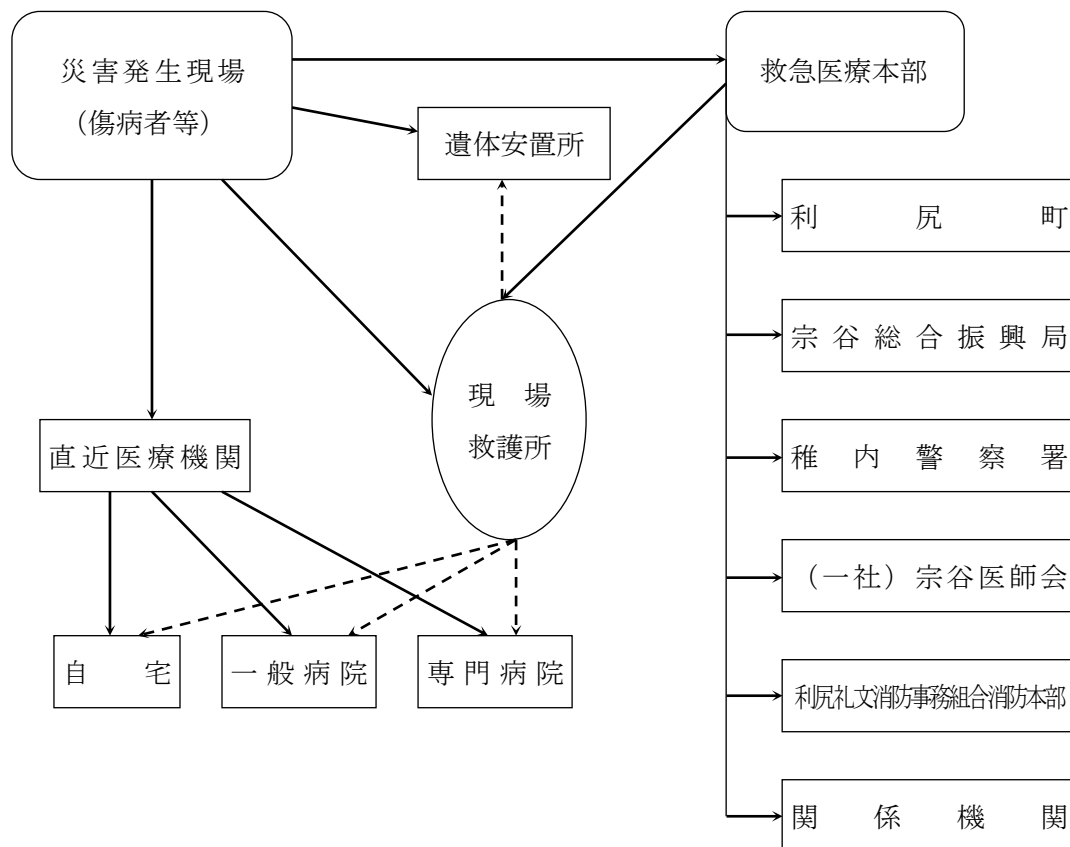 災害発生現場
（傷病者等）
救急医療本部
遺体安置所
利尻町
宗谷総合振興局
現場
救護所
直近医療機関
稚内警察署
（一社）宗谷医師会
自宅
一般病院
専門病院
利尻礼文消防事務組合消防本部
関係機関